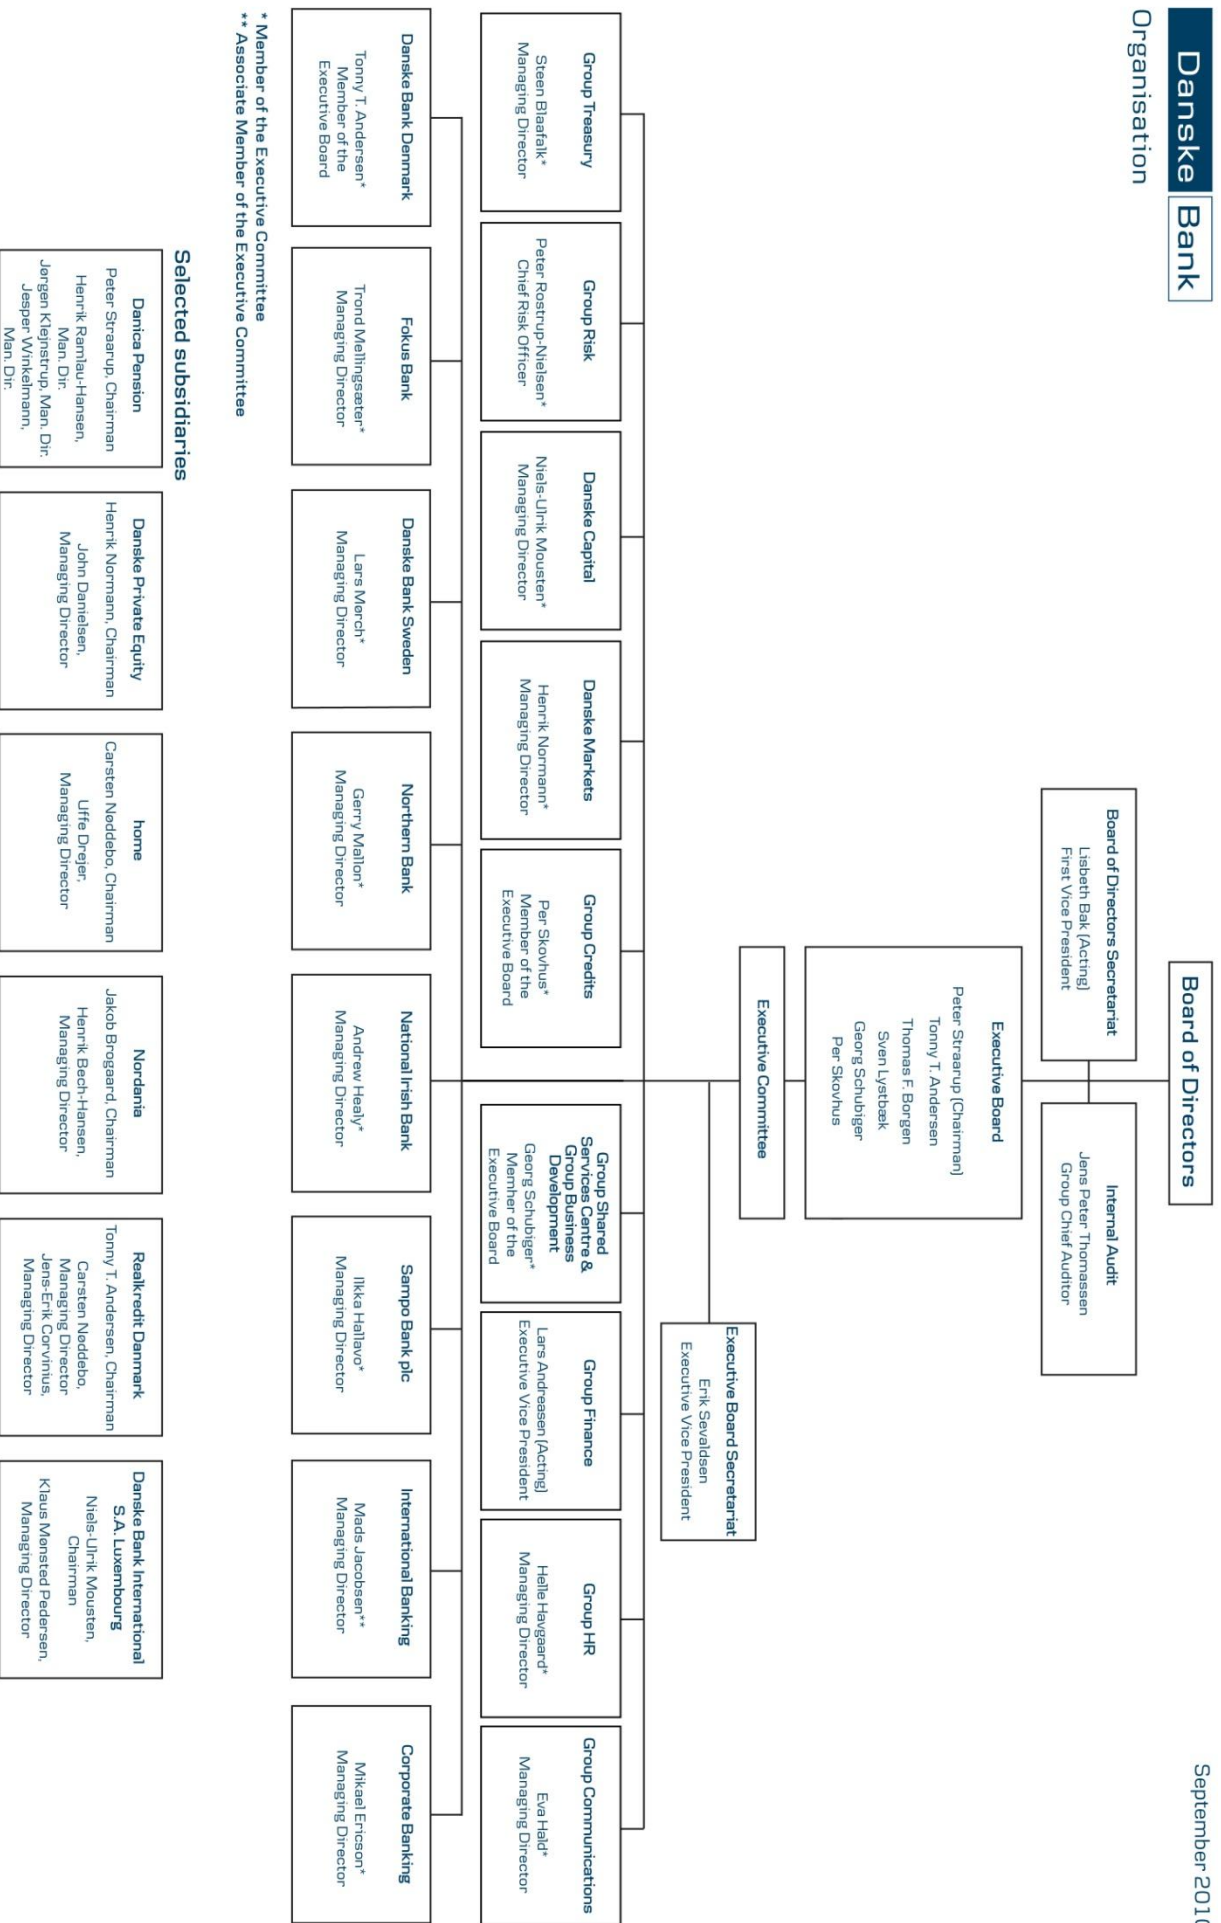 Danske Bank
September 2010
Organisation
Board of Directors
Board of Directors Secretariat
Lisbeth Bak (Acting)
First Vice President
Internal Audit
Jens Peter Thomassen
Group Chief Auditor
Executive Board
Peter Straarup (Chairman)
Tonny T. Andersen
Thomas F. Borgen
Sven Lystbæk
Georg Schubiger
Per Skovhus
Executive Committee
Executive Board Secretariat
Erik Sevaldsen
Executive Vice President
Group Treasury
Steen Blaafalk*
Managing Director
Group Risk
Peter Rostrup-Nielsen*
Chief Risk Officer
Danske Capital
Niels-Ulrik Mousten*
Managing Director
Danske Markets
Henrik Normann*
Managing Director
Group Credits
Per Skovhus*
Member of the
Executive Board
Group Shared
Services Centre &
Group Business
Development
Georg Schubiger*
Member of the
Executive Board
Group Finance
Lars Andreasen (Acting)
Executive Vice President
Group HR
Helle Havgaard*
Managing Director
Group Communications
Eva Hald*
Managing Director
Danske Bank Denmark
Tonny T. Andersen*
Member of the
Executive Board
Fokus Bank
Trond Mellingsæter*
Managing Director
Danske Bank Sweden
Lars Mørch*
Managing Director
Northern Bank
Gerry Mallon*
Managing Director
National Irish Bank
Andrew Healy*
Managing Director
Sampo Bank plc
Ilkka Hallavo*
Managing Director
International Banking
Mads Jacobsen**
Managing Director
Corporate Banking
Mikael Ericson*
Managing Director
* Member of the Executive Committee
** Associate Member of the Executive Committee
Selected subsidiaries
Danica Pension
Peter Straarup, Chairman
Henrik Ramlau-Hansen,
Man. Dir.
Jørgen Klejnstrup, Man. Dir.
Jesper Winkelmann,
Man. Dir.
Danske Private Equity
Henrik Normann, Chairman
John Danielsen,
Managing Director
home
Carsten Nøddebo, Chairman
Uffe Drejer,
Managing Director
Nordania
Jakob Brogaard, Chairman
Henrik Bech-Hansen,
Managing Director
Realkredit Danmark
Tonny T. Andersen, Chairman
Carsten Nøddebo,
Managing Director
Jens-Erik Corvinius,
Managing Director
Danske Bank International
S.A. Luxembourg
Niels-Ulrik Mousten,
Chairman
Klaus Mønsted Pedersen,
Managing Director